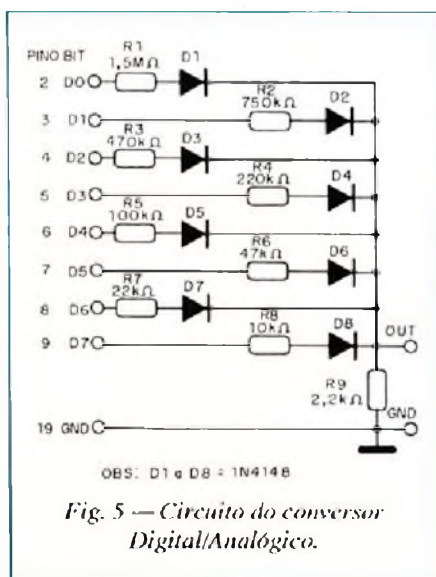 PINO BIT
R1
1,5MΩ
D1
2 D0
R2
750kΩ
D2
3 D1
R3
470kΩ
D3
4 D2
R4
220kΩ
D4
5 D3
R5
100kΩ
D5
6 D4
R6
47kΩ
D6
7 D5
R7
22kΩ
D7
8 D6
R8
10kΩ
D8
9 D7
OUT
R9
2,2kΩ
GND
19 GND
OBS: D1 a D8 = 1N4148
Fig. 5 — Circuito do conversor
Digital/Analógico.